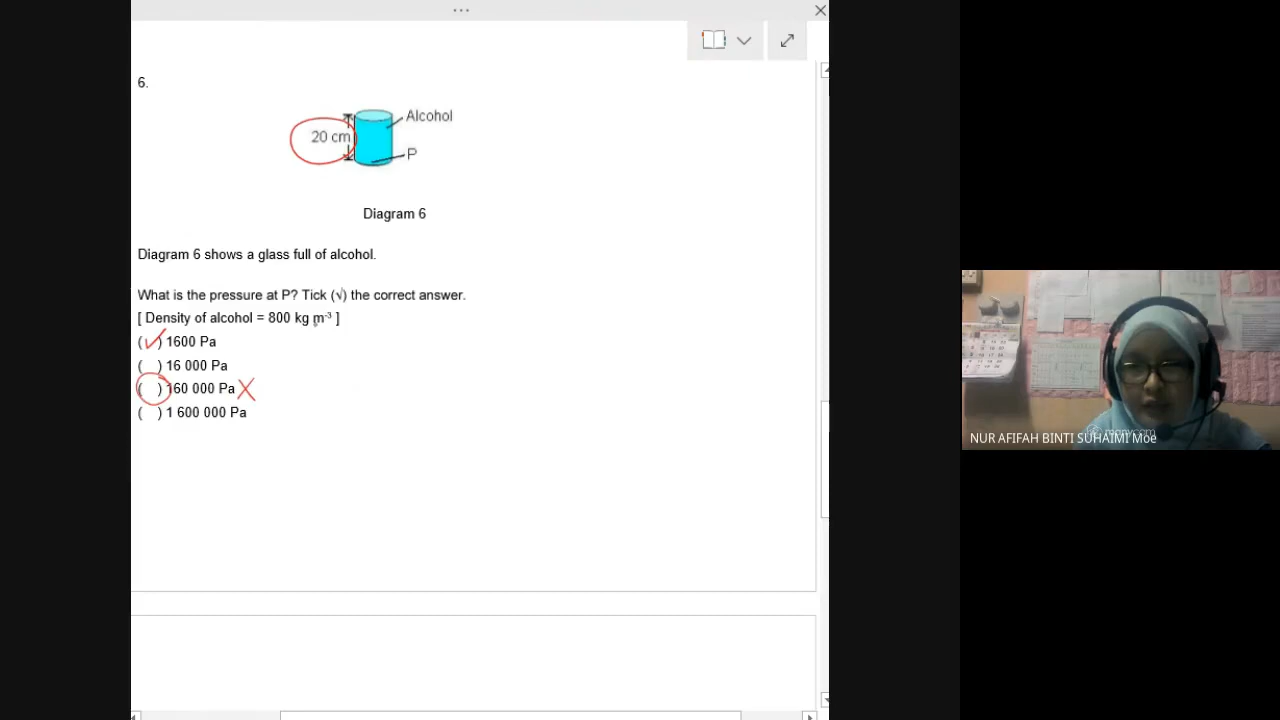 6.
Alcohol
20 cm
P
Diagram 6
Diagram 6 shows a glass full of alcohol.
What is the pressure at P? Tick (√) the correct answer.
[ Density of alcohol = 800 kg m⁻³ ]
(✓) 1600 Pa
( ) 16 000 Pa
( ) 160 000 Pa X
( ) 1 600 000 Pa
NUR AFIFAH BINTI SUHAIMI Moe